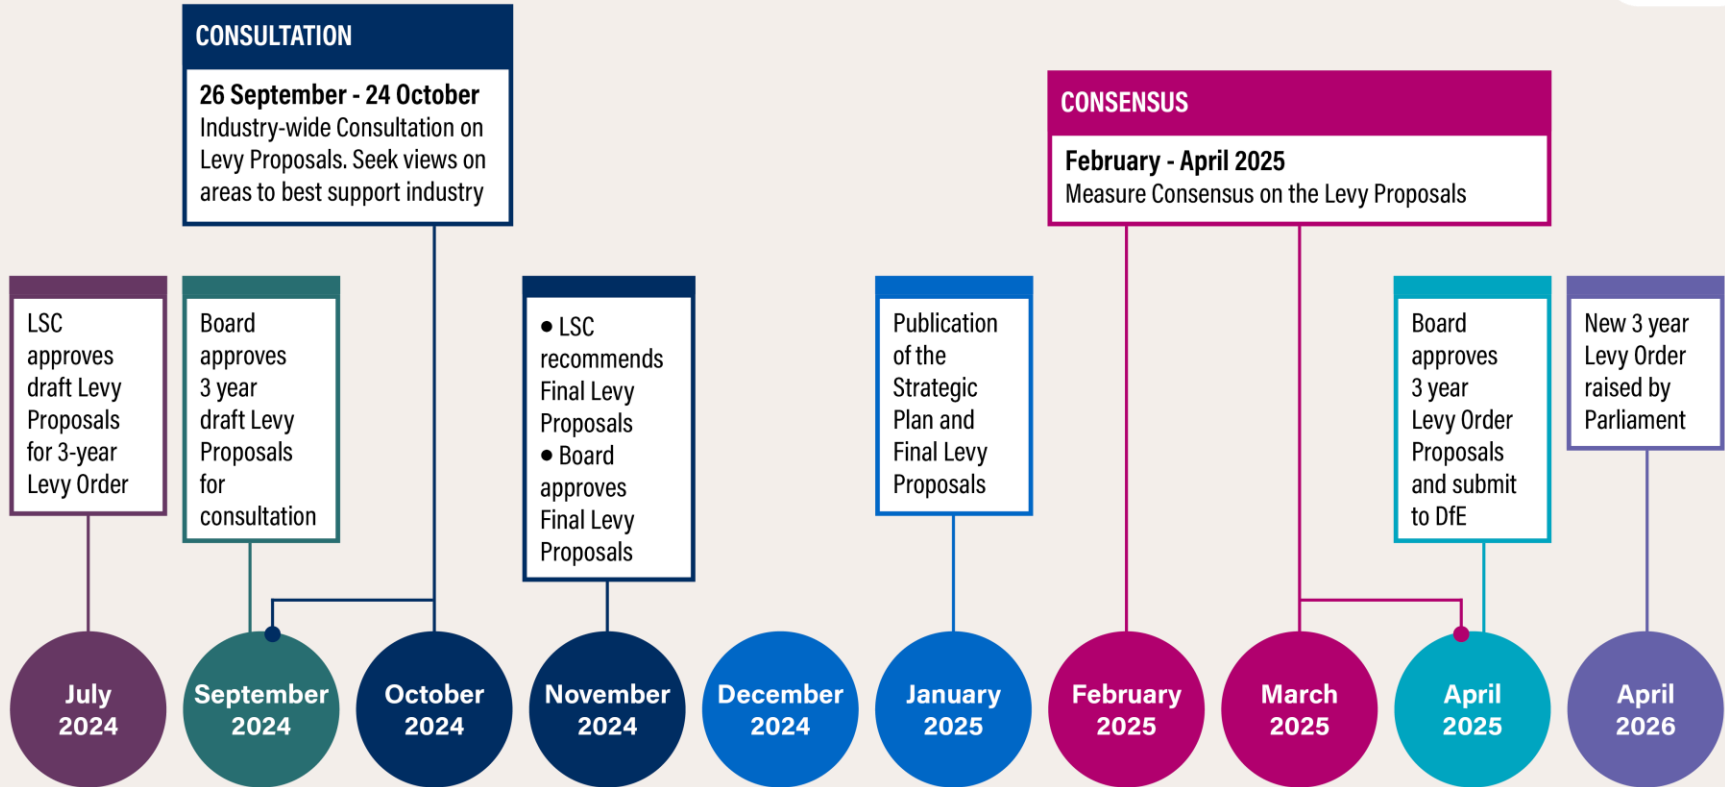 CONSULTATION
26 September - 24 October
Industry-wide Consultation on
Levy Proposals. Seek views on
areas to best support industry
CONSENSUS
February - April 2025
Measure Consensus on the Levy Proposals
LSC
approves
draft Levy
Proposals
for 3-year
Levy Order
Board
approves
3 year
draft Levy
Proposals
for
consultation
• LSC
recommends
Final Levy
Proposals
• Board
approves
Final Levy
Proposals
Publication
of the
Strategic
Plan and
Final Levy
Proposals
Board
approves
3 year
Levy Order
Proposals
and submit
to DfE
New 3 year
Levy Order
raised by
Parliament
July
2024
September
2024
October
2024
November
2024
December
2024
January
2025
February
2025
March
2025
April
2025
April
2026